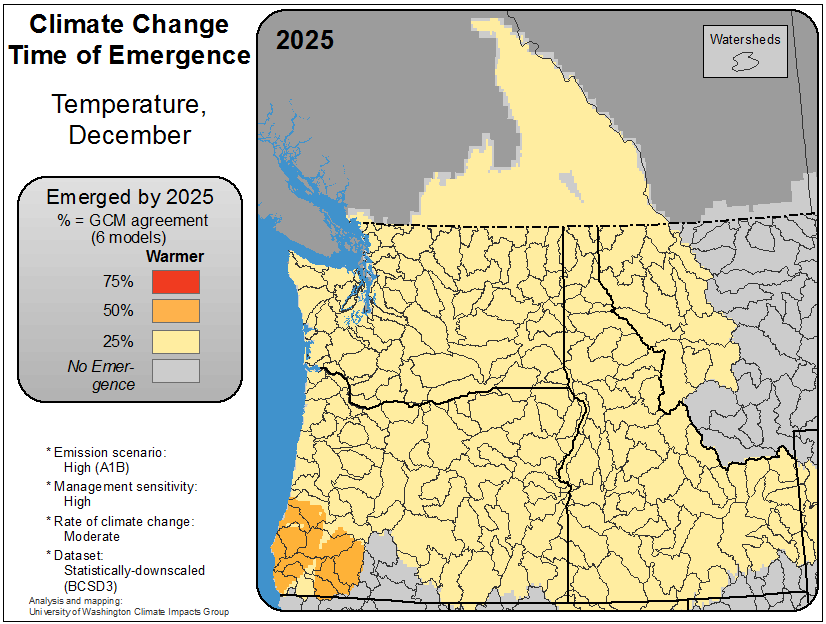 Climate Change
Time of Emergence
Temperature,
December
Emerged by 2025
% = GCM agreement
(6 models)
Warmer
75%
50%
25%
No Emer-
gence
* Emission scenario:
High (A1B)
* Management sensitivity:
High
* Rate of climate change:
Moderate
* Dataset:
Statistically-downscaled
(BCSD3)
Analysis and mapping:
University of Washington Climate Impacts Group
2025
Watersheds